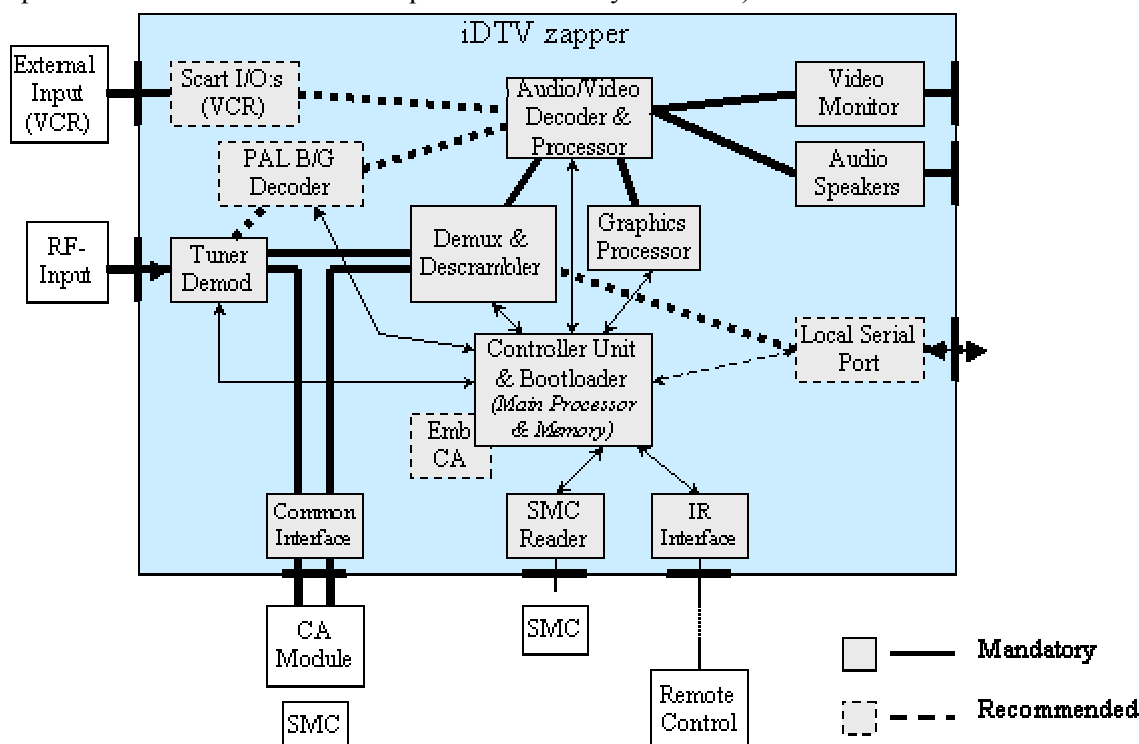 iDTV zapper
External
Input
(VCR)
Scart I/O:s
(VCR)
Audio/Video
Decoder &
Processor
Video
Monitor
PAL B/G
Decoder
Audio
Speakers
RF-
Input
Tuner
Demod
Demux &
Descrambler
Graphics
Processor
Controller Unit
& Bootloader
(Main Processor
& Memory)
Local Serial
Port
Emb
CA
Common
Interface
SMC
Reader
IR
Interface
CA
Module
SMC
SMC
Remote
Control
Mandatory
Recommended